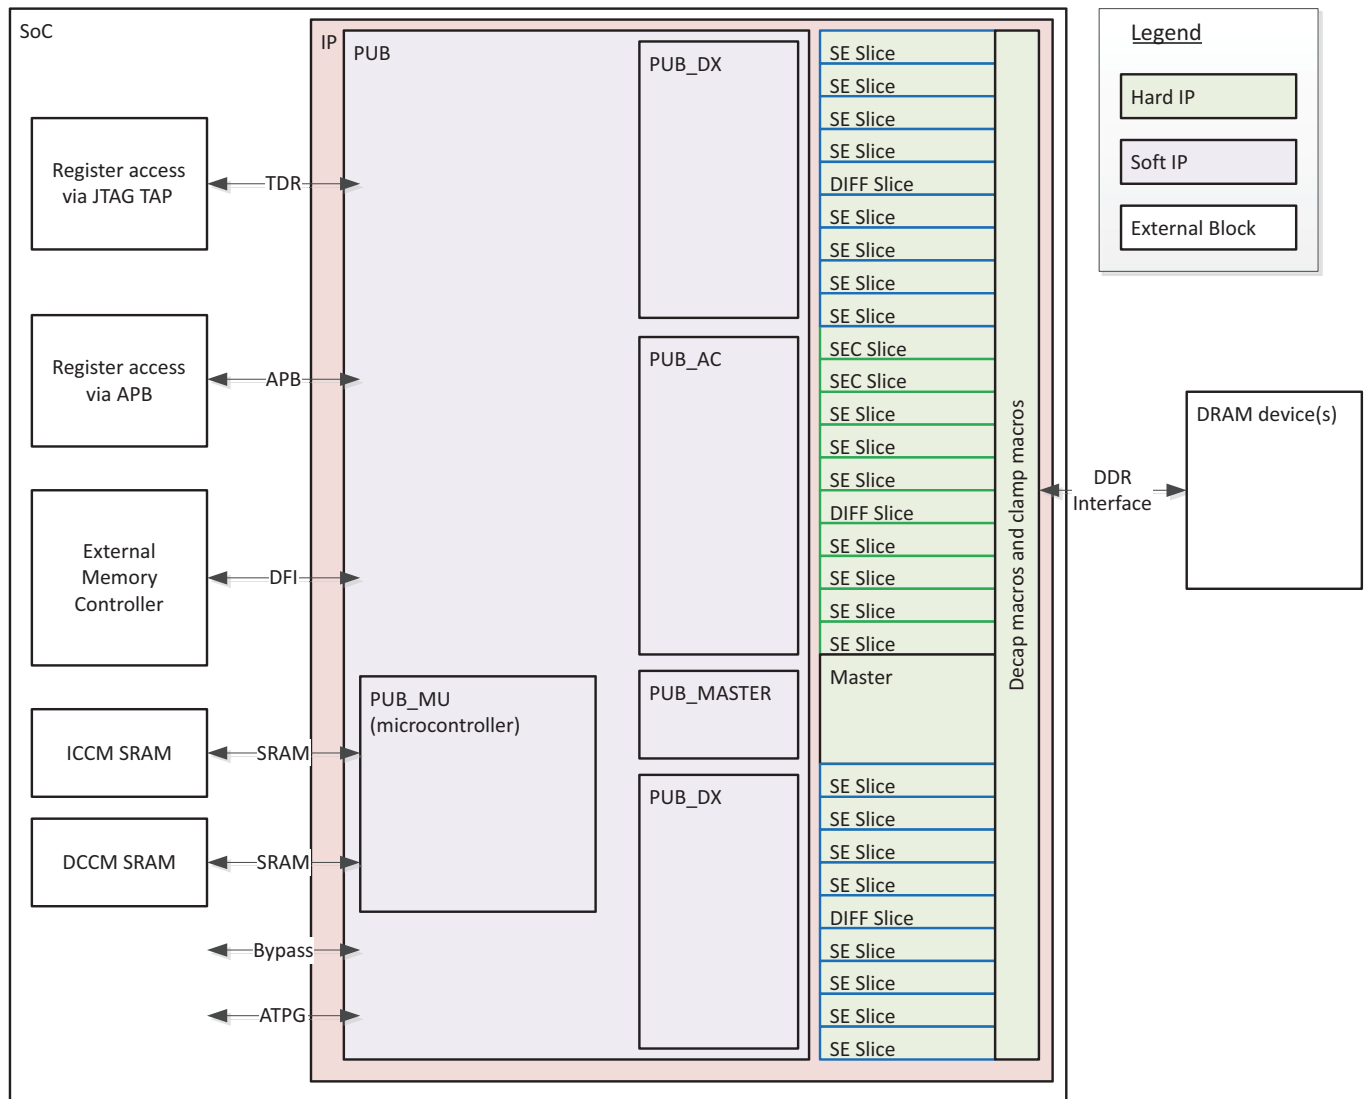 SoC
IP
PUB
Register access
via JTAG TAP
TDR
Register access
via APB
APB
External
Memory
Controller
DFI
ICCM SRAM
SRAM
DCCM SRAM
SRAM
Bypass
ATPG
PUB_MU
(microcontroller)
PUB_DX
PUB_AC
PUB_MASTER
PUB_DX
SE Slice
SE Slice
SE Slice
SE Slice
DIFF Slice
SE Slice
SE Slice
SE Slice
SE Slice
SEC Slice
SEC Slice
SE Slice
SE Slice
SE Slice
DIFF Slice
SE Slice
SE Slice
SE Slice
SE Slice
Master
SE Slice
SE Slice
SE Slice
SE Slice
DIFF Slice
SE Slice
SE Slice
SE Slice
SE Slice
Decap macros and clamp macros
DDR
Interface
DRAM device(s)
Legend
Hard IP
Soft IP
External Block